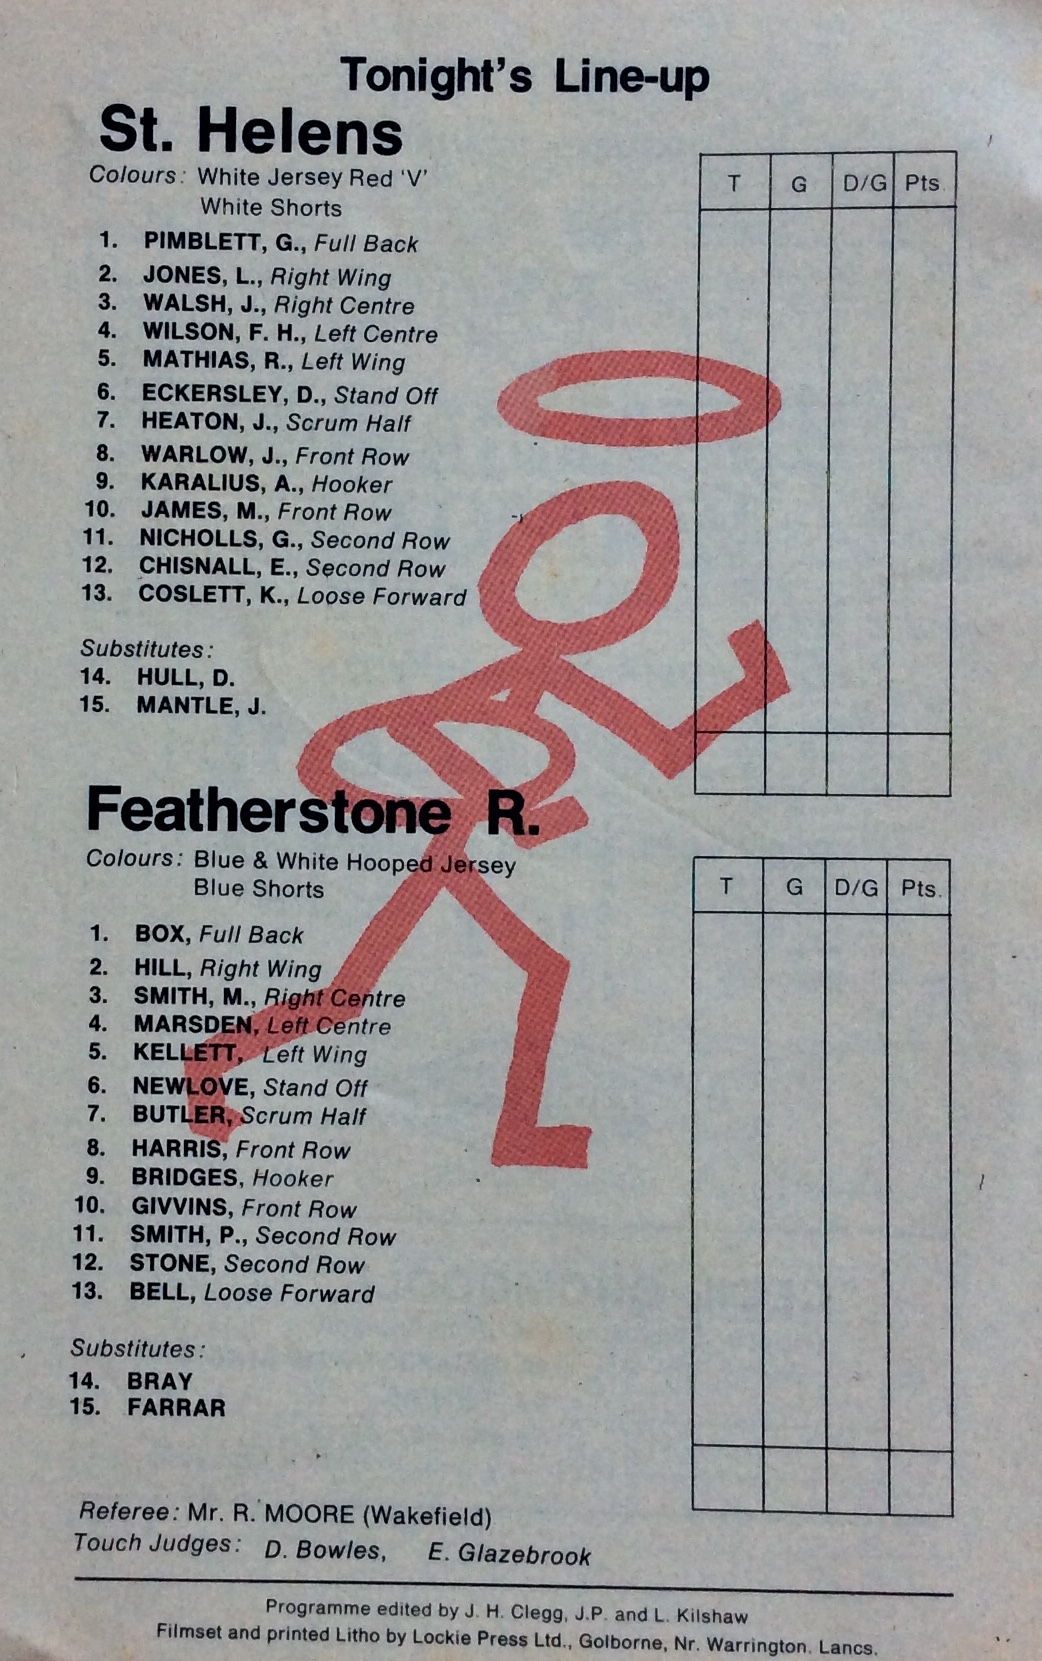 Tonight's Line-up
St. Helens
Colours: White Jersey Red 'V'
White Shorts
1. PIMBLETT, G., Full Back
2. JONES, L., Right Wing
3. WALSH, J., Right Centre
4. WILSON, F. H., Left Centre
5. MATHIAS, R., Left Wing
6. ECKERSLEY, D., Stand Off
7. HEATON, J., Scrum Half
8. WARLOW, J., Front Row
9. KARALIUS, A., Hooker
10. JAMES, M., Front Row
11. NICHOLLS, G., Second Row
12. CHISNALL, E., Second Row
13. COSLETT, K., Loose Forward
Substitutes:
14. HULL, D.
15. MANTLE, J.
T G D/G Pts.
Featherstone R.
Colours: Blue & White Hooped Jersey
Blue Shorts
1. BOX, Full Back
2. HILL, Right Wing
3. SMITH, M., Right Centre
4. MARSDEN, Left Centre
5. KELLETT, Left Wing
6. NEWLOVE, Stand Off
7. BUTLER, Scrum Half
8. HARRIS, Front Row
9. BRIDGES, Hooker
10. GIVVINS, Front Row
11. SMITH, P., Second Row
12. STONE, Second Row
13. BELL, Loose Forward
Substitutes:
14. BRAY
15. FARRAR
T G D/G Pts.
Referee: Mr. R. MOORE (Wakefield)
Touch Judges: D. Bowles, E. Glazebrook
Programme edited by J. H. Clegg, J.P. and L. Kilshaw
Filmset and printed Litho by Lockie Press Ltd., Golborne, Nr. Warrington. Lancs.